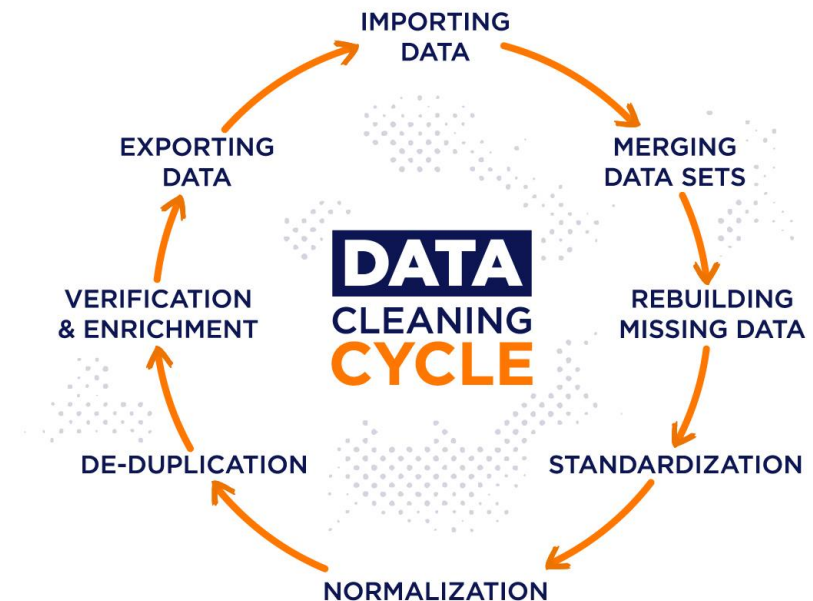 IMPORTING
DATA
MERGING
DATA SETS
REBUILDING
MISSING DATA
STANDARDIZATION
NORMALIZATION
DE-DUPLICATION
VERIFICATION
& ENRICHMENT
EXPORTING
DATA
DATA
CLEANING
CYCLE